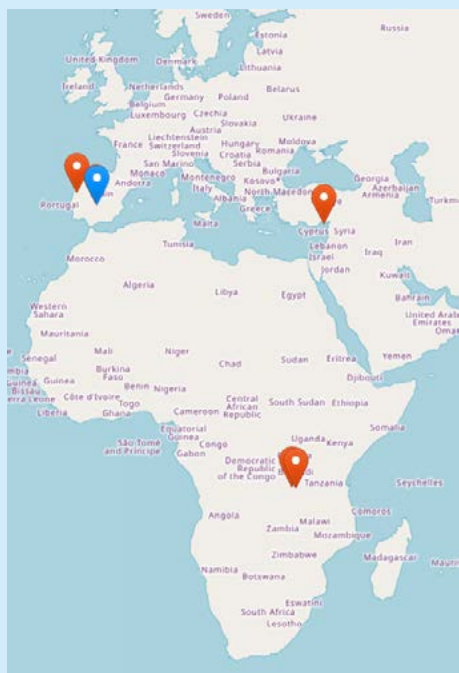 Sweden
Russia
Estonia
Latvia
United Kingdom
Denmark
Lithuania
Ireland
Netherlands
Belarus
Germany
Poland
Belgium
Luxembourg
Czechia
Ukraine
Slovakia
Austria
Liechtenstein
France
Switzerland
Hungary
Moldova
Slovenia
Romania
Croatia
San Marino
Serbia
Monaco
Montenegro
Bulgaria
Georgia
Andorra
Italy
Kosovo*
Azerbaijan
North Macedonia
Armenia
Albania
Portugal
Greece
Turkm
Malta
Cyprus
Syria
Tunisia
Lebanon
Iran
Israel
Iraq
Morocco
Jordan
Kuwait
Algeria
Libya
Egypt
Bahrain
Western
Sahara
United Arab
Emirates
Oma
Mauritania
Mali
Niger
Sudan
Eritrea
Yemen
Senegal
Chad
Burkina
Faso
Djibouti
Guinea
Benin
Nigeria
Bissau
Côte d'Ivoire
Togo
Central
African
Republic
South Sudan
Ethiopia
Liberia
Ghana
Cameroon
Somalia
Equatorial
Guinea
São Tomé
and Príncipe
Congo
Uganda
Kenya
Gabon
Democratic
Republic
of the Congo
Tanzania
Seychelles
Angola
Malawi
Comoros
Zambia
Mozambique
Zimbabwe
Madagascar
Namibia
Botswana
Eswatini
South Africa
Lesotho